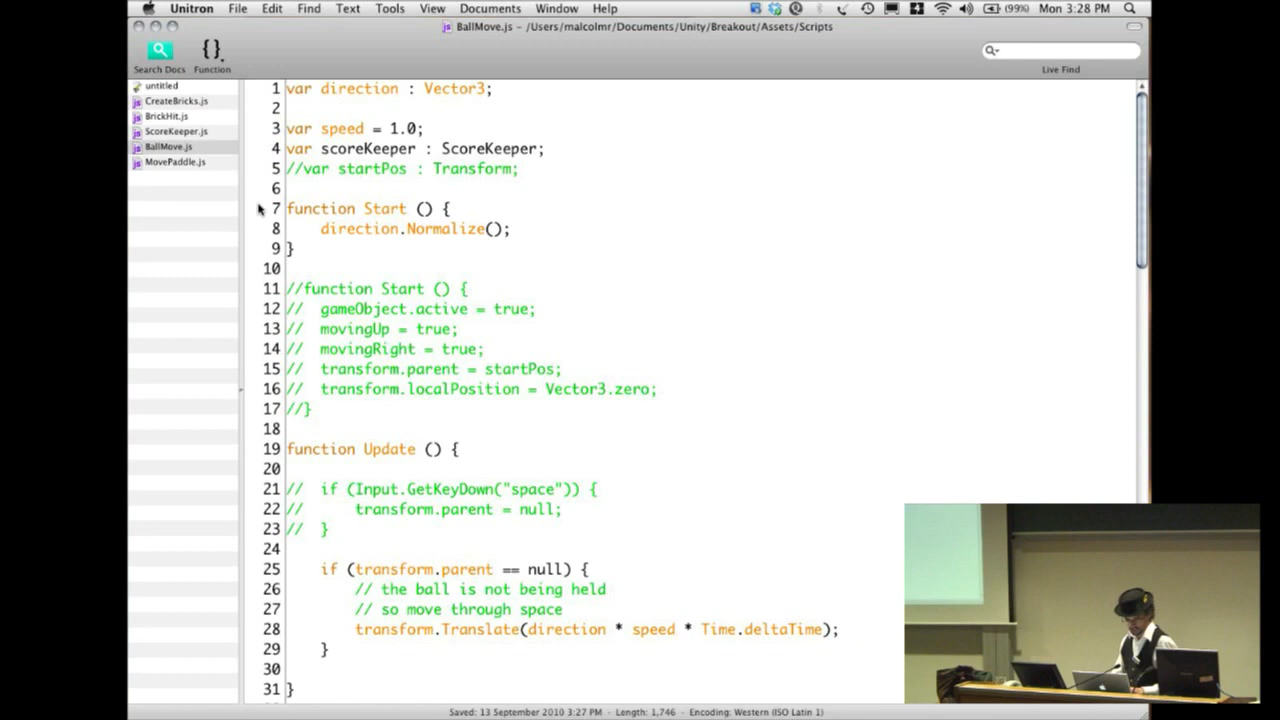 Unitron File Edit Find Text Tools View Documents Window Help (99%) Mon 3:28 PM
BallMove.js – /Users/malcolmr/Documents/Unity/Breakout/Assets/Scripts
{}
Search Docs Function Live Find
untitled
CreateBricks.js
BrickHit.js
ScoreKeeper.js
BallMove.js
MovePaddle.js
1 var direction : Vector3;
2
3 var speed = 1.0;
4 var scoreKeeper : ScoreKeeper;
5 //var startPos : Transform;
6
7 function Start () {
8 direction.Normalize();
9 }
10
11 //function Start () {
12 // gameObject.active = true;
13 // movingUp = true;
14 // movingRight = true;
15 // transform.parent = startPos;
16 // transform.localPosition = Vector3.zero;
17 //}
18
19 function Update () {
20
21 // if (Input.GetKeyDown("space")) {
22 // transform.parent = null;
23 // }
24
25 if (transform.parent == null) {
26 // the ball is not being held
27 // so move through space
28 transform.Translate(direction * speed * Time.deltaTime);
29 }
30
31 }
Saved: 13 September 2010 3:27 PM - Length: 1,746 - Encoding: Western (ISO Latin 1)